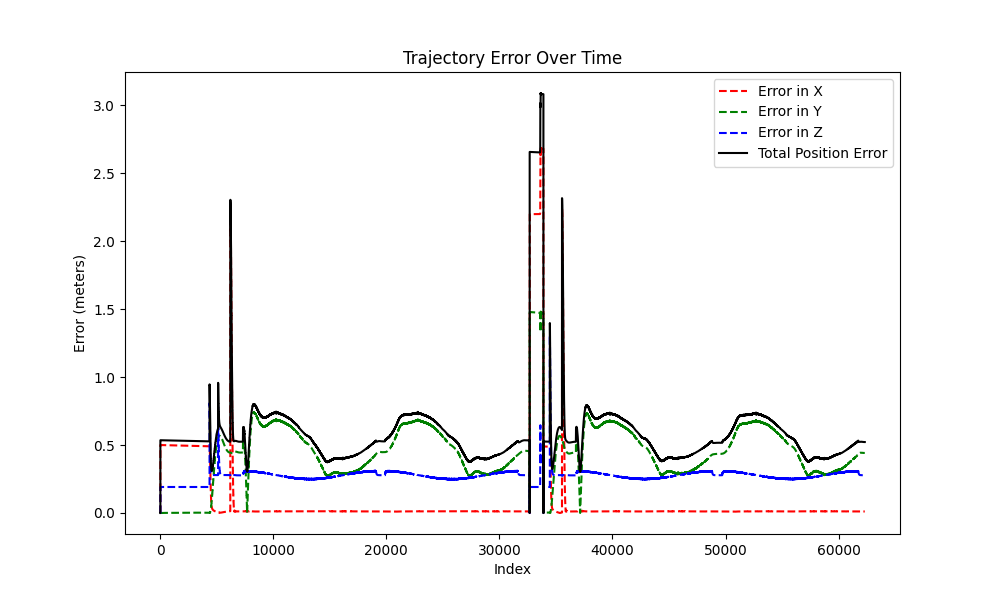 Trajectory Error Over Time
Error in X
Error in Y
Error in Z
Total Position Error
Error (meters)
3.0
2.5
2.0
1.5
1.0
0.5
0.0
0 10000 20000 30000 40000 50000 60000
Index